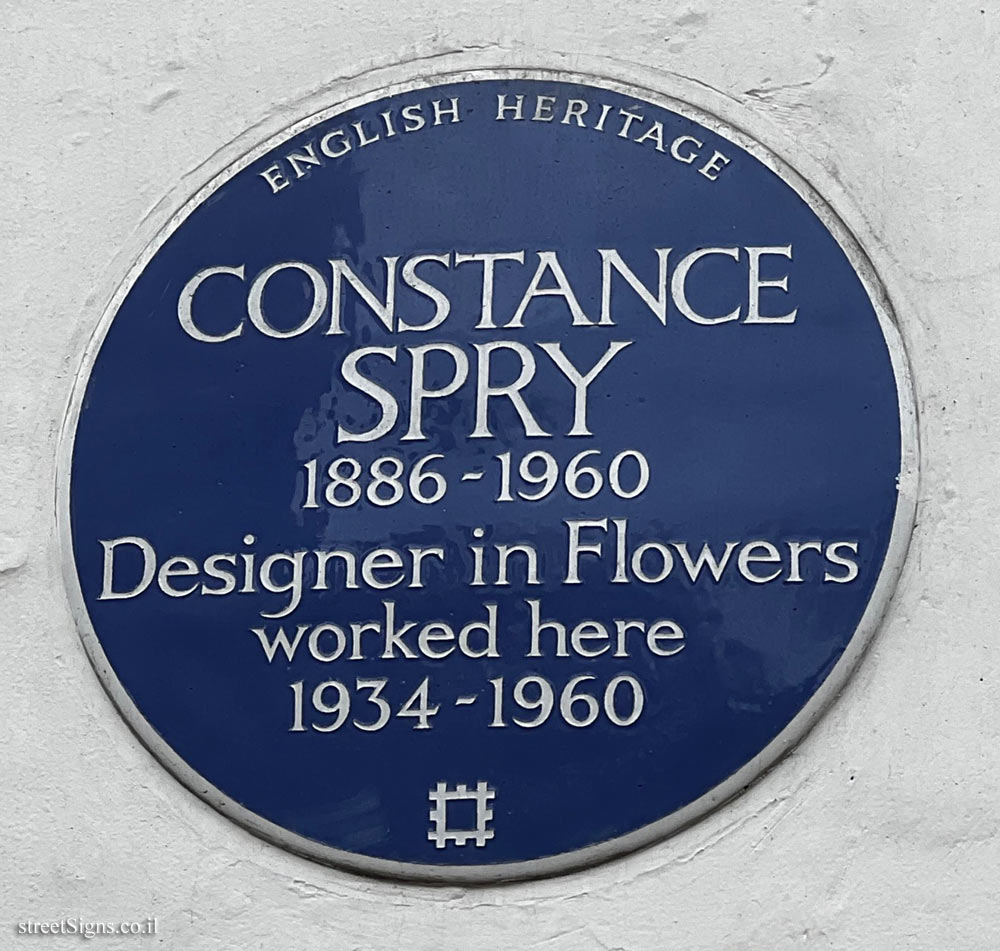 ENGLISH HERITAGE
CONSTANCE
SPRY
1886-1960
Designer in Flowers
worked here
1934-1960
streetSigns.co.il